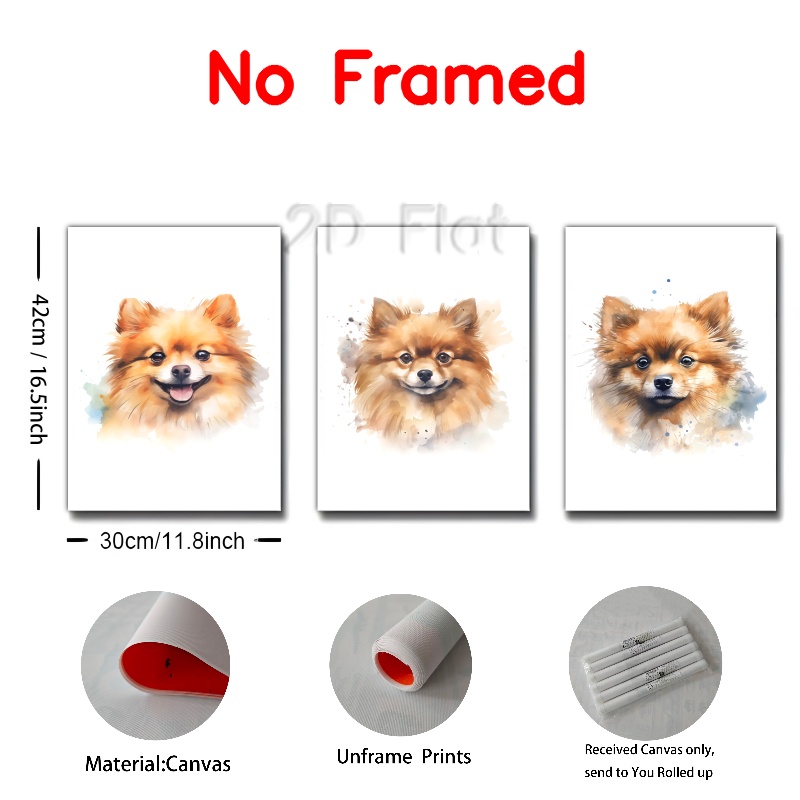 No Framed
2D Flat
42cm / 16.5inch
30cm/11.8inch
Material:Canvas
Unframe Prints
Received Canvas only,
send to You Rolled up